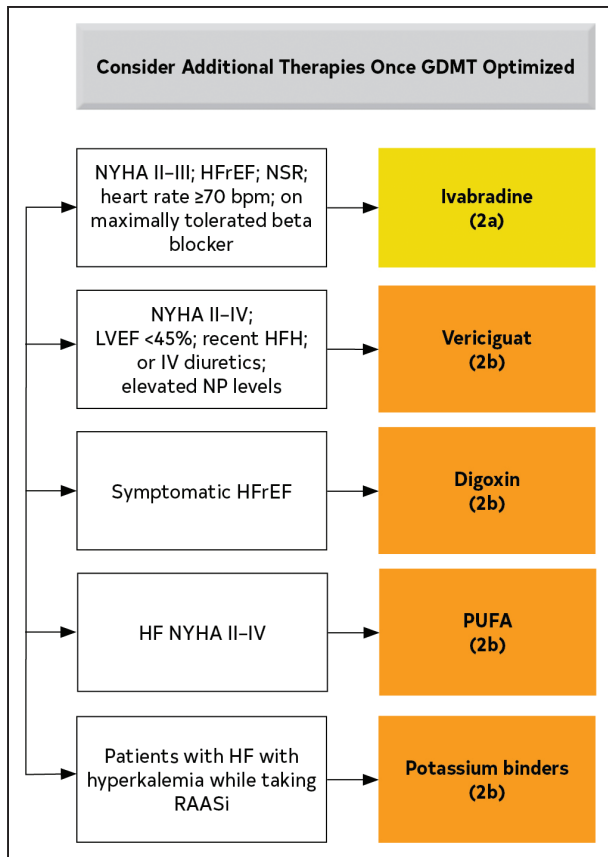 Consider Additional Therapies Once GDMT Optimized
NYHA II–III; HFrEF; NSR;
heart rate ≥70 bpm; on
maximally tolerated beta
blocker
Ivabradine
(2a)
NYHA II–IV;
LVEF <45%; recent HFH;
or IV diuretics;
elevated NP levels
Vericiguat
(2b)
Symptomatic HFrEF
Digoxin
(2b)
HF NYHA II–IV
PUFA
(2b)
Patients with HF with
hyperkalemia while taking
RAASi
Potassium binders
(2b)